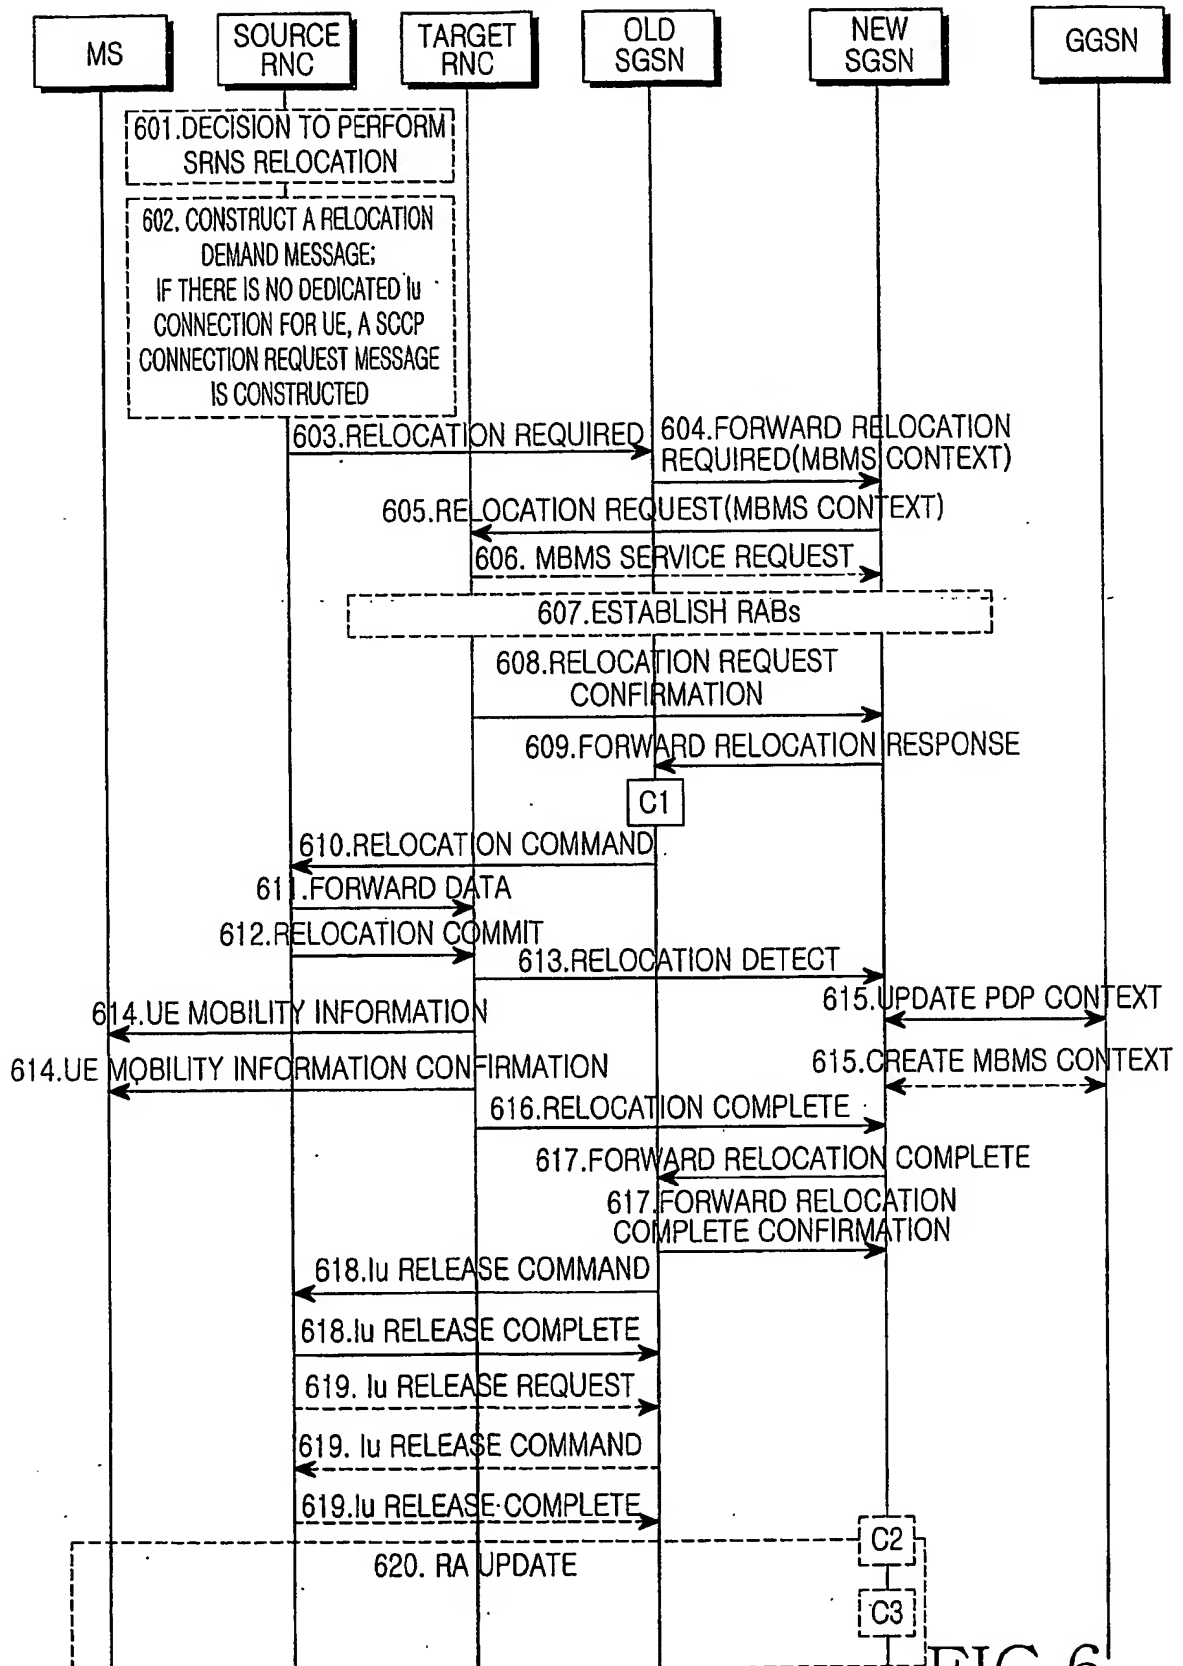 MS
SOURCE
RNC
TARGET
RNC
OLD
SGSN
NEW
SGSN
GGSN
601.DECISION TO PERFORM
SRNS RELOCATION
602. CONSTRUCT A RELOCATION
DEMAND MESSAGE;
IF THERE IS NO DEDICATED Iu
CONNECTION FOR UE, A SCCP
CONNECTION REQUEST MESSAGE
IS CONSTRUCTED
603.RELOCATION REQUIRED
604.FORWARD RELOCATION
REQUIRED(MBMS CONTEXT)
605.RELOCATION REQUEST(MBMS CONTEXT)
606. MBMS SERVICE REQUEST
607.ESTABLISH RABs
608.RELOCATION REQUEST
CONFIRMATION
609.FORWARD RELOCATION RESPONSE
C1
610.RELOCATION COMMAND
611.FORWARD DATA
612.RELOCATION COMMIT
613.RELOCATION DETECT
614.UE MOBILITY INFORMATION
615.UPDATE PDP CONTEXT
614.UE MOBILITY INFORMATION CONFIRMATION
615.CREATE MBMS CONTEXT
616.RELOCATION COMPLETE
617.FORWARD RELOCATION COMPLETE
617.FORWARD RELOCATION
COMPLETE CONFIRMATION
618.Iu RELEASE COMMAND
618.Iu RELEASE COMPLETE
619. Iu RELEASE REQUEST
619. Iu RELEASE COMMAND
619.Iu RELEASE COMPLETE
C2
620. RA UPDATE
C3
FIG. 6